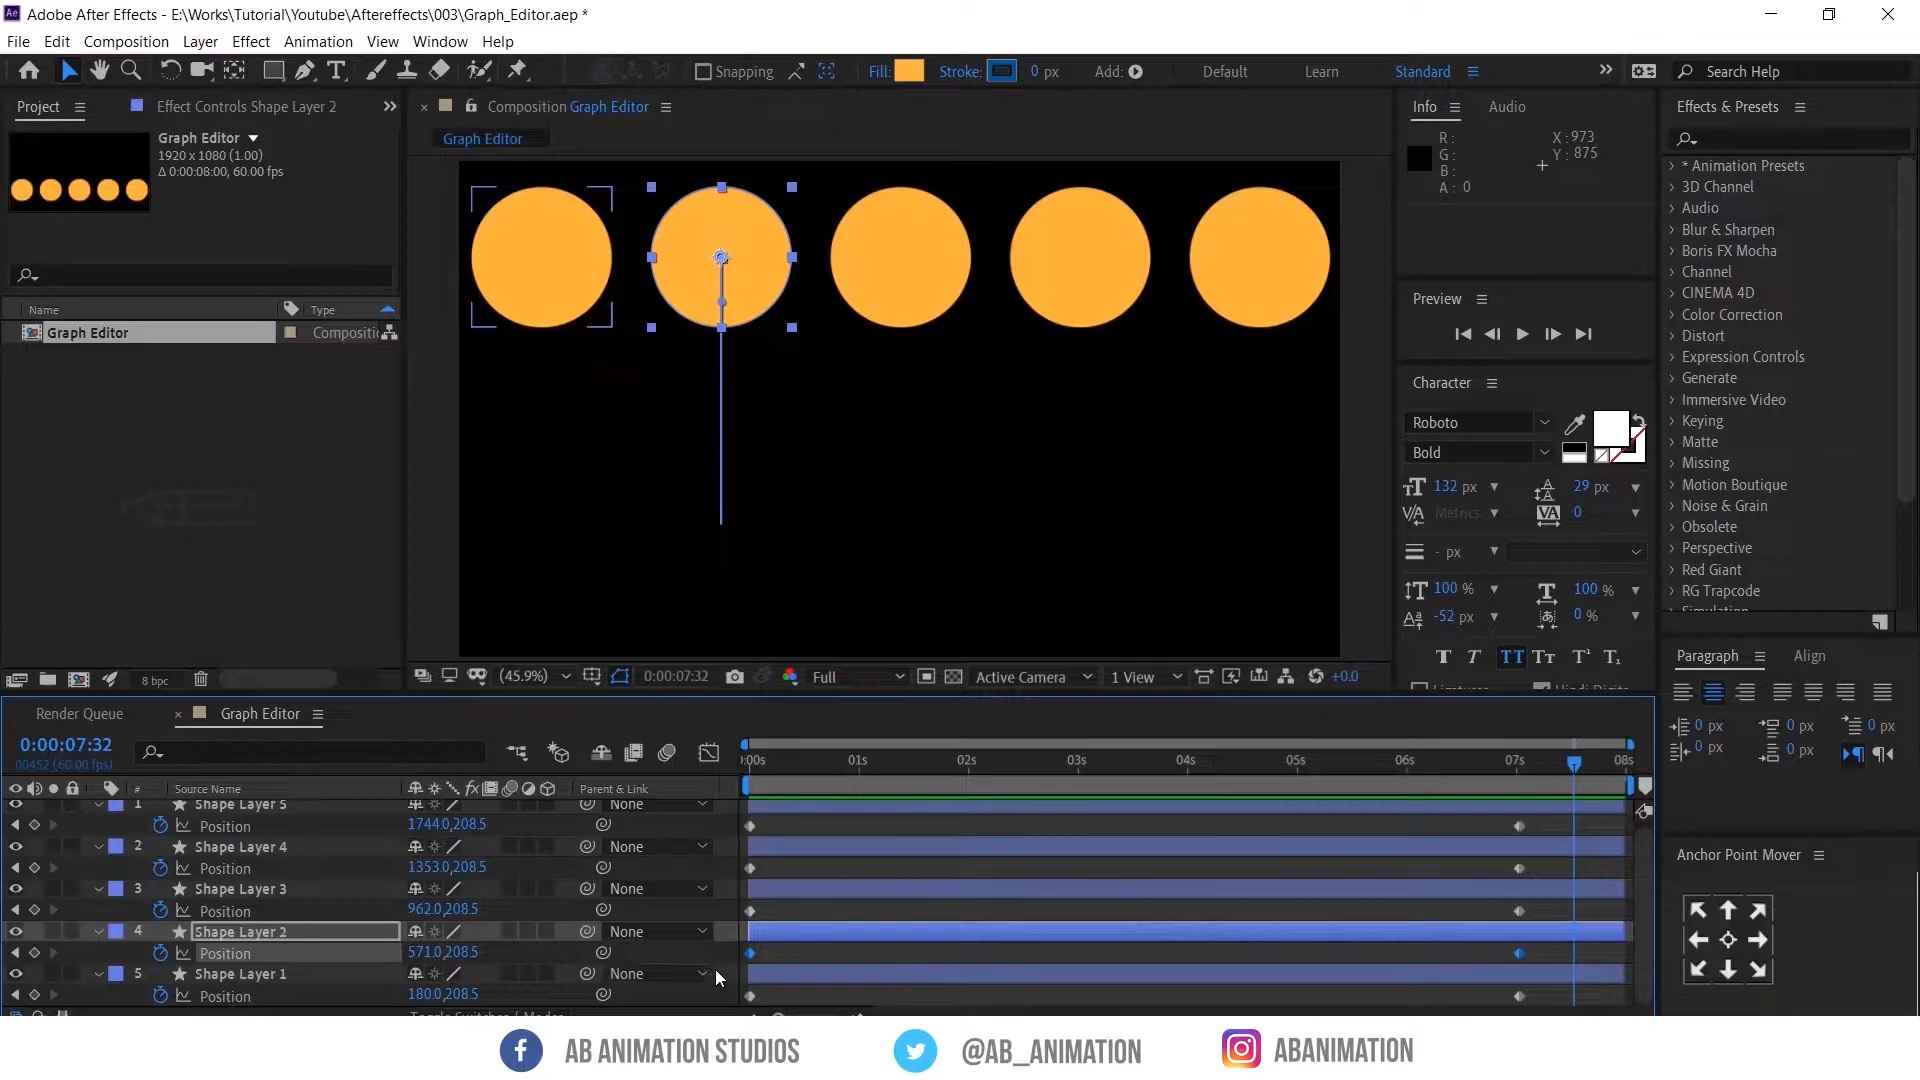 Adobe After Effects - E:\Works\Tutorial\Youtube\Aftereffects\003\Graph_Editor.aep *
File Edit Composition Layer Effect Animation View Window Help
Snapping Fill: Stroke: 0 px Add: Default Learn Standard Search Help
Project Effect Controls Shape Layer 2
Graph Editor
1920 x 1080 (1.00)
Δ 0:00:08:00, 60.00 fps
Name Type
Graph Editor Compositi
8 bpc
Composition Graph Editor
Graph Editor
(45.9%) 0:00:07:32 Full Active Camera 1 View +0.0
Info Audio
R :
G :
B :
A : 0
X : 973
Y : 875
Preview
Character
Roboto
Bold
132 px 29 px
Metrics 0
- px
100 % 100 %
-52 px 0 %
Effects & Presets
* Animation Presets
3D Channel
Audio
Blur & Sharpen
Boris FX Mocha
Channel
CINEMA 4D
Color Correction
Distort
Expression Controls
Generate
Immersive Video
Keying
Matte
Missing
Motion Boutique
Noise & Grain
Obsolete
Perspective
Red Giant
RG Trapcode
Paragraph Align
0 px 0 px 0 px
0 px 0 px
Anchor Point Mover
Render Queue Graph Editor
0:00:07:32
00452 (60.00 fps)
:00s 01s 02s 03s 04s 05s 06s 07s 08s
# Source Name Parent & Link
1 Shape Layer 5 None
Position 1744.0,208.5
2 Shape Layer 4 None
Position 1353.0,208.5
3 Shape Layer 3 None
Position 962.0,208.5
4 Shape Layer 2 None
Position 571.0,208.5
5 Shape Layer 1 None
Position 180.0,208.5
AB ANIMATION STUDIOS @AB_ANIMATION ABANIMATION